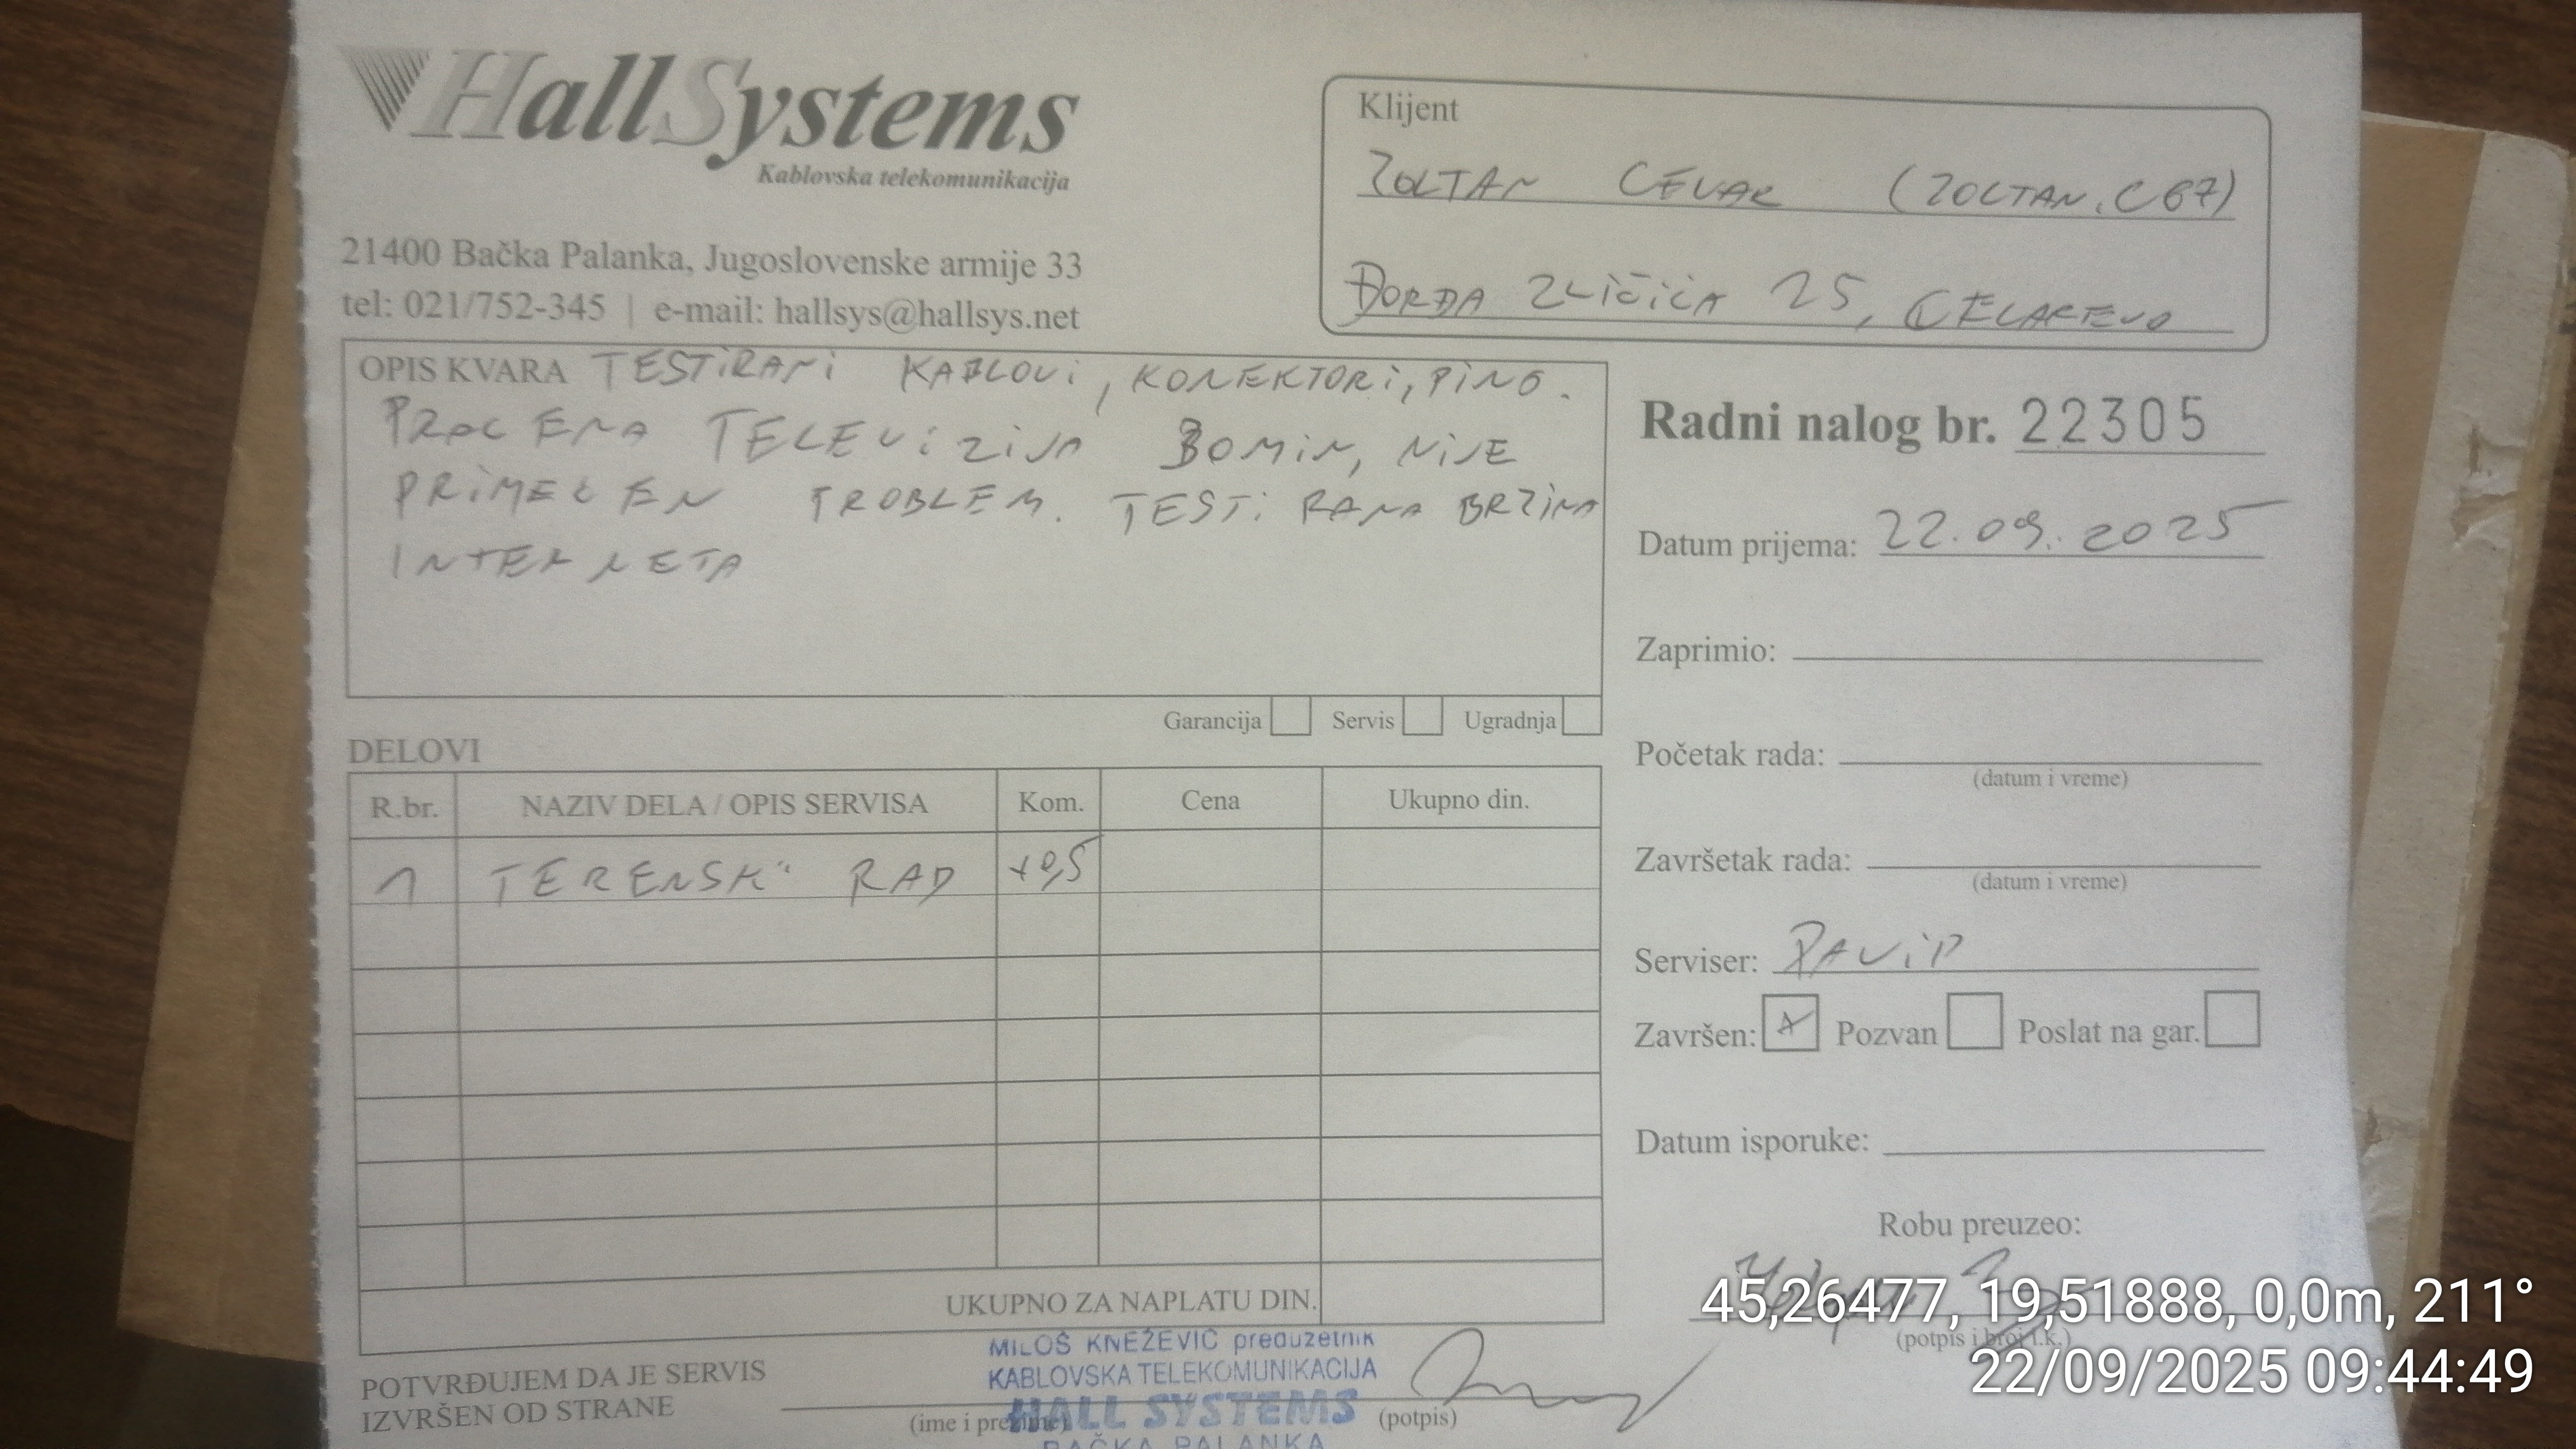 HallSystems
Kablovska telekomunikacija
21400 Bačka Palanka, Jugoslovenske armije 33
tel: 021/752-345 | e-mail: hallsys@hallsys.net
Klijent
ZOLTAN CELAR (ZOLTAN.C67)
ĐORĐA ZLIČIĆA 25, ČELAREVO
OPIS KVARA TESTIRANI KABLOVI, KONEKTORI, PING.
TELEVIZIJA BOMIN, NIJE
PRIMEĆEN PROBLEM. TESTIRANA BRZINA
INTERNETA
Garancija Servis Ugradnja
Radni nalog br. 22305
Datum prijema: 22.09.2025
Zaprimio:
Početak rada:
(datum i vreme)
Završetak rada:
(datum i vreme)
Serviser: DAVID
Završen: Pozvan Poslat na gar.
Datum isporuke:
Robu preuzeo:
(potpis i broj l.k.)
DELOVI
R.br. NAZIV DELA / OPIS SERVISA Kom. Cena Ukupno din.
1 TERENSKI RAD +0,5
UKUPNO ZA NAPLATU DIN.
POTVRĐUJEM DA JE SERVIS
IZVRŠEN OD STRANE
(ime i prezime)
(potpis)
MILOŠ KNEŽEVIĆ preduzetnik
KABLOVSKA TELEKOMUNIKACIJA
HALL SYSTEMS
BAČKA PALANKA
45,26477, 19,51888, 0,0m, 211°
22/09/2025 09:44:49